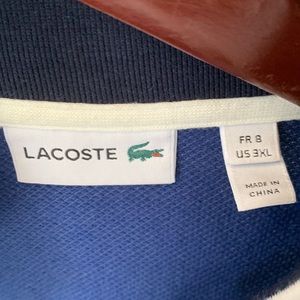 LACOSTE
FR 8
US 3XL
MADE IN
CHINA